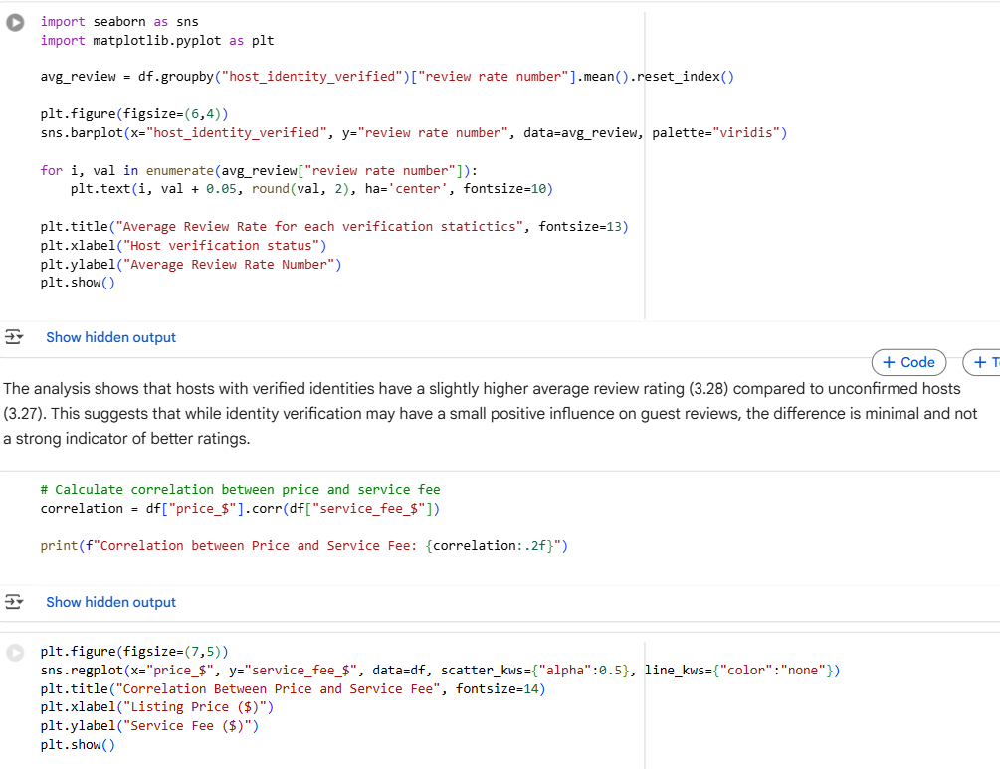 import seaborn as sns
import matplotlib.pyplot as plt
avg_review = df.groupby("host_identity_verified")["review rate number"].mean().reset_index()
plt.figure(figsize=(6,4))
sns.barplot(x="host_identity_verified", y="review rate number", data=avg_review, palette="viridis")
for i, val in enumerate(avg_review["review rate number"]):
    plt.text(i, val + 0.05, round(val, 2), ha='center', fontsize=10)
plt.title("Average Review Rate for each verification statictics", fontsize=13)
plt.xlabel("Host verification status")
plt.ylabel("Average Review Rate Number")
plt.show()
Show hidden output
+ Code + T
The analysis shows that hosts with verified identities have a slightly higher average review rating (3.28) compared to unconfirmed hosts
(3.27). This suggests that while identity verification may have a small positive influence on guest reviews, the difference is minimal and not
a strong indicator of better ratings.
# Calculate correlation between price and service fee
correlation = df["price_$"].corr(df["service_fee_$"])
print(f"Correlation between Price and Service Fee: {correlation:.2f}")
Show hidden output
plt.figure(figsize=(7,5))
sns.regplot(x="price_$", y="service_fee_$", data=df, scatter_kws={"alpha":0.5}, line_kws={"color":"none"})
plt.title("Correlation Between Price and Service Fee", fontsize=14)
plt.xlabel("Listing Price ($)")
plt.ylabel("Service Fee ($)")
plt.show()